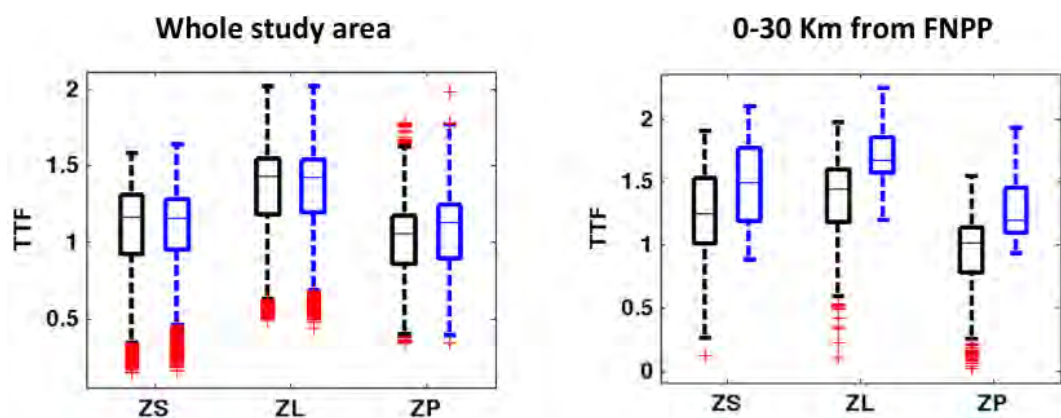 Whole study area
0-30 Km from FNPP
TTF
2
1.5
1
0.5
ZS ZL ZP
TTF
2
1.5
1
0.5
0
ZS ZL ZP